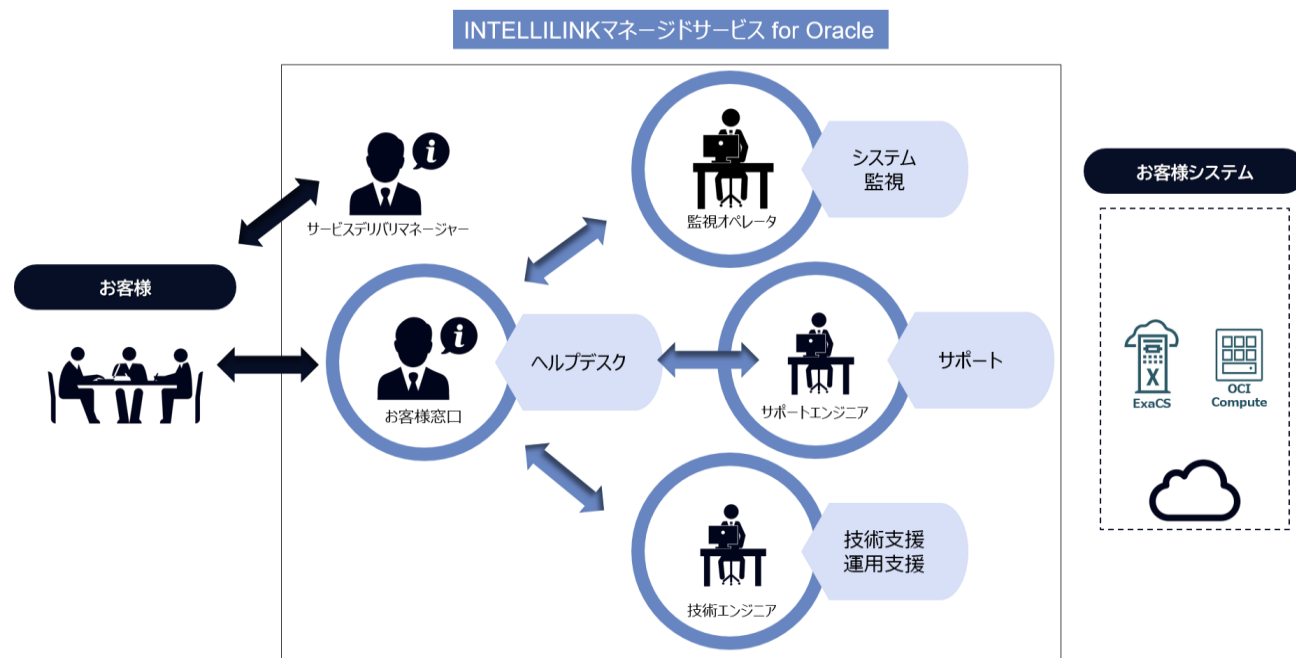 INTELLILINKマネージドサービス for Oracle
サービスデリバリマネージャー
お客様
お客様窓口
ヘルプデスク
監視オペレータ
システム
監視
サポートエンジニア
サポート
技術エンジニア
技術支援
運用支援
お客様システム
X
ExaCS
OCI
Compute